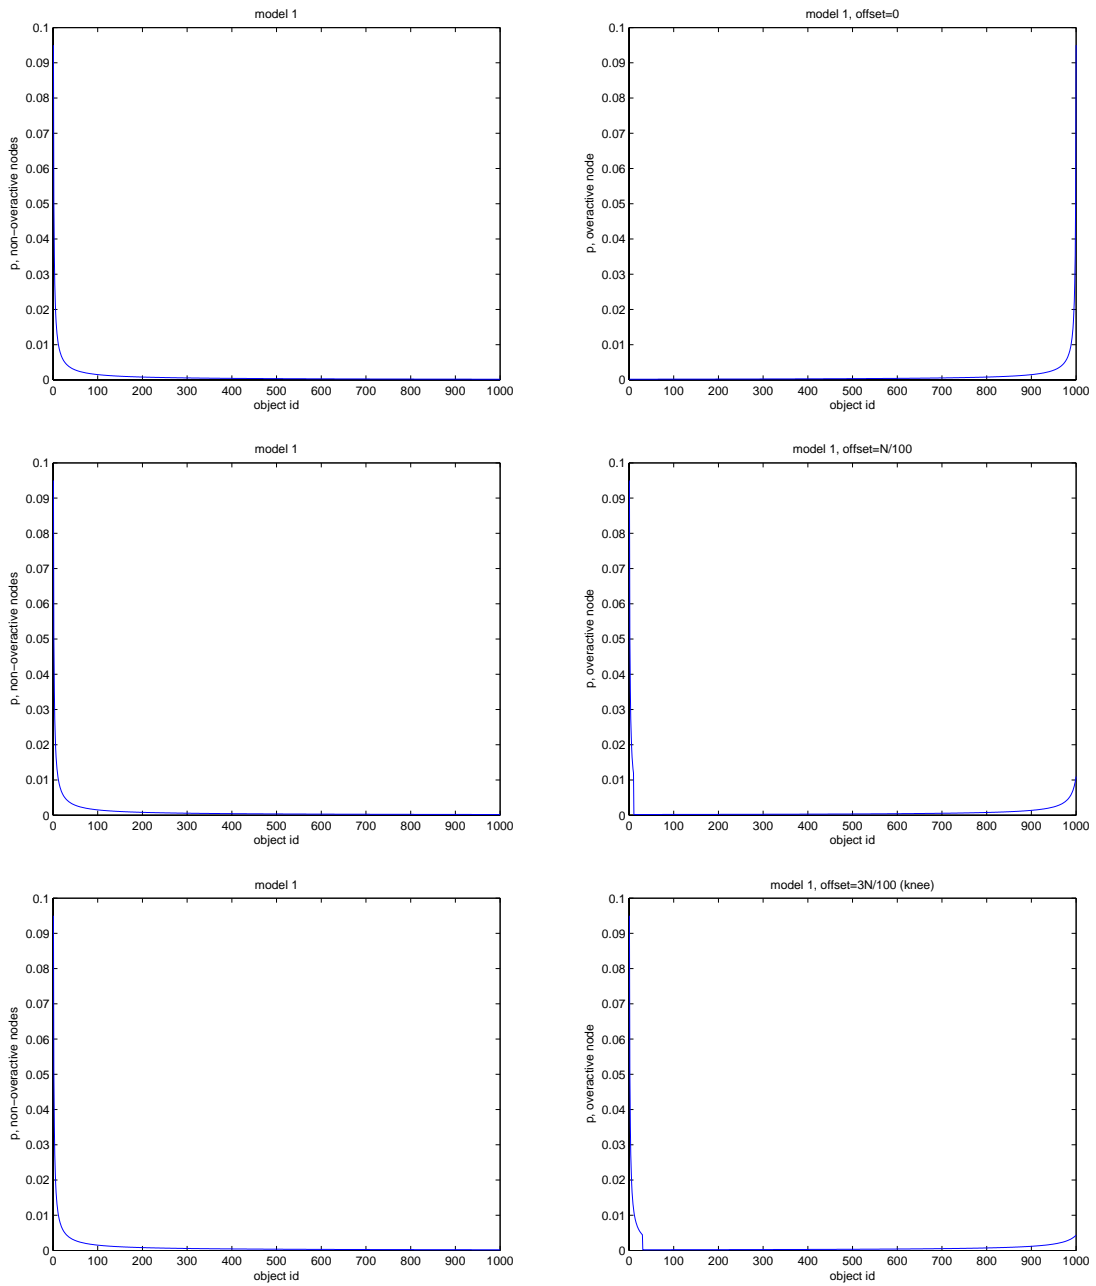 model 1
0.1
0.09
0.08
0.07
0.06
0.05
0.04
0.03
0.02
0.01
0
p, non−overactive nodes
0 100 200 300 400 500 600 700 800 900 1000
object id
model 1, offset=0
0.1
0.09
0.08
0.07
0.06
0.05
0.04
0.03
0.02
0.01
0
p, overactive node
0 100 200 300 400 500 600 700 800 900 1000
object id
model 1
0.1
0.09
0.08
0.07
0.06
0.05
0.04
0.03
0.02
0.01
0
p, non−overactive nodes
0 100 200 300 400 500 600 700 800 900 1000
object id
model 1, offset=N/100
0.1
0.09
0.08
0.07
0.06
0.05
0.04
0.03
0.02
0.01
0
p, overactive node
0 100 200 300 400 500 600 700 800 900 1000
object id
model 1
0.1
0.09
0.08
0.07
0.06
0.05
0.04
0.03
0.02
0.01
0
p, non−overactive nodes
0 100 200 300 400 500 600 700 800 900 1000
object id
model 1, offset=3N/100 (knee)
0.1
0.09
0.08
0.07
0.06
0.05
0.04
0.03
0.02
0.01
0
p, overactive node
0 100 200 300 400 500 600 700 800 900 1000
object id